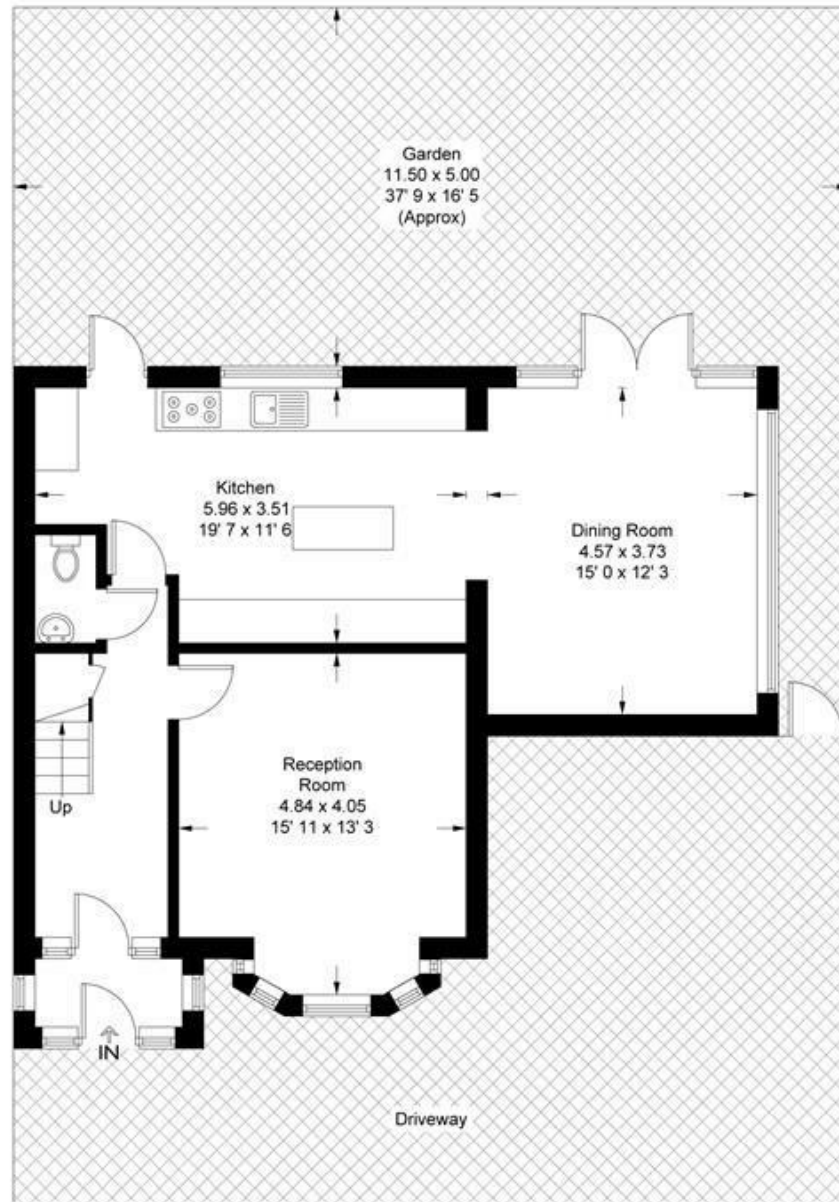 Garden
11.50 x 5.00
37' 9 x 16' 5
(Approx)
Kitchen
5.96 x 3.51
19' 7 x 11' 6
Dining Room
4.57 x 3.73
15' 0 x 12' 3
Reception
Room
4.84 x 4.05
15' 11 x 13' 3
Up
IN
Driveway